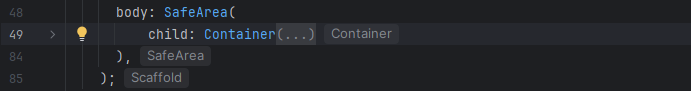 48 body: SafeArea(
49 child: Container(...) Container
84 ), SafeArea
85 ); Scaffold